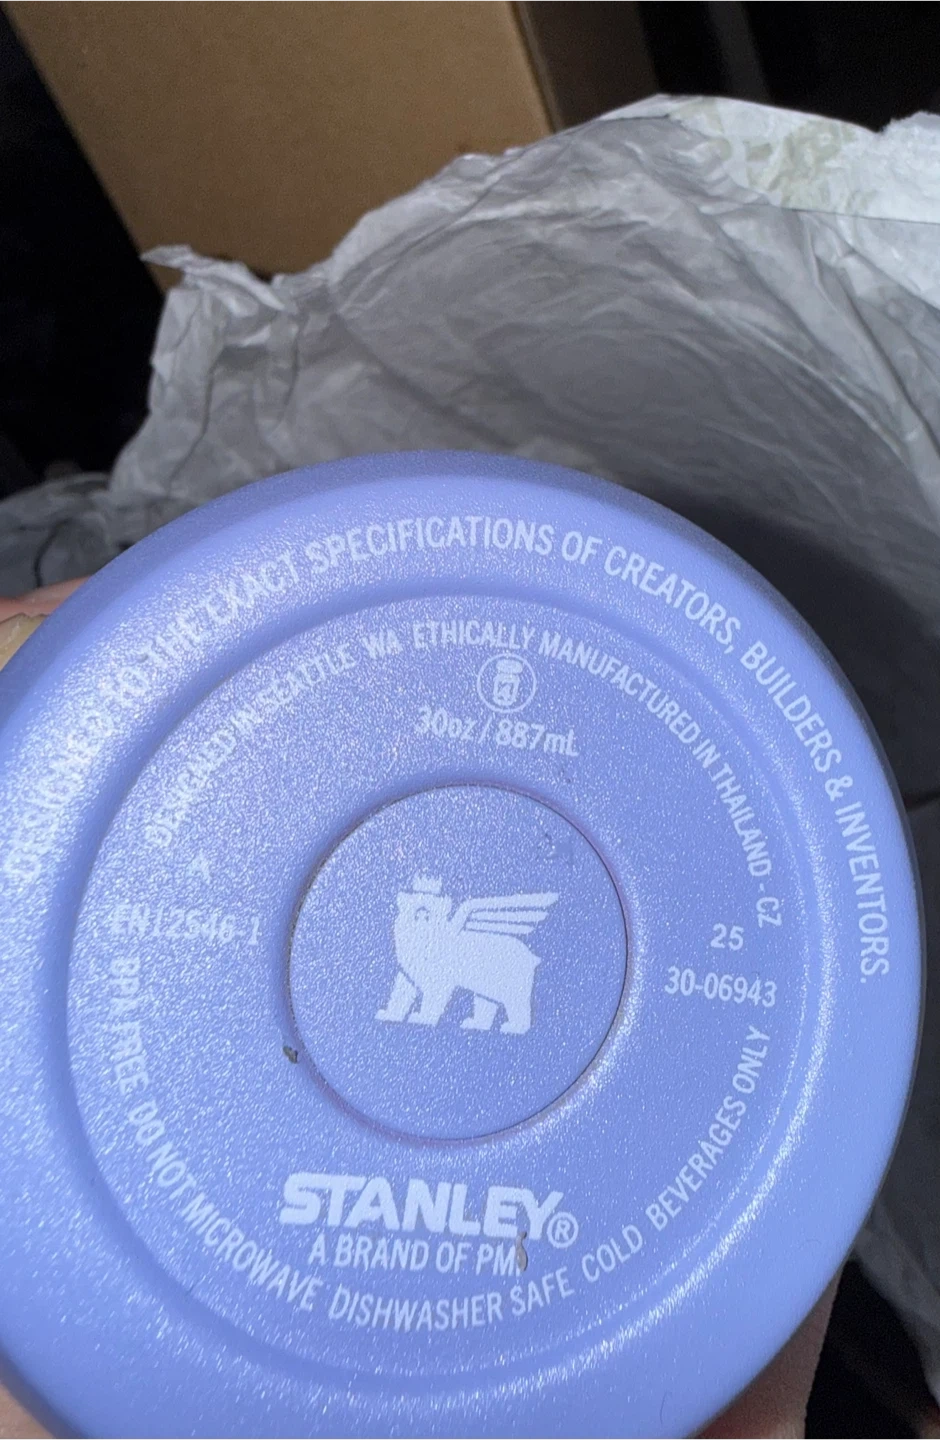 DESIGNED TO THE EXACT SPECIFICATIONS OF CREATORS, BUILDERS & INVENTORS.
DESIGNED IN SEATTLE WA ETHICALLY MANUFACTURED IN THAILAND - CZ
30oz / 887mL
A
EN12546-1
25
30-06943
STANLEY®
A BRAND OF PMI
BPA FREE DO NOT MICROWAVE DISHWASHER SAFE COLD BEVERAGES ONLY